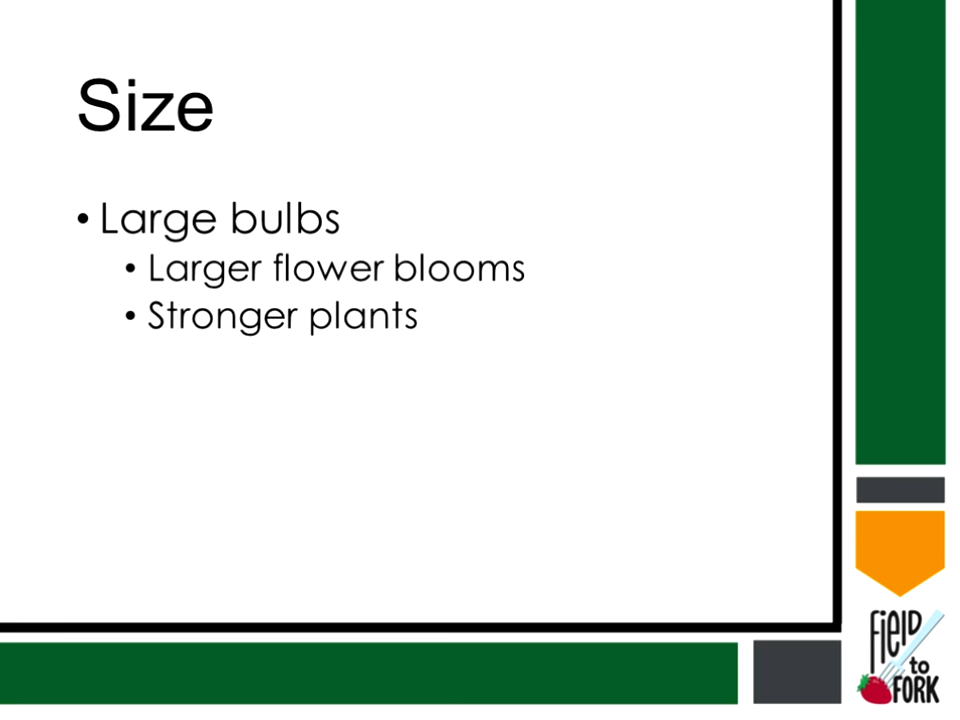 Size
• Large bulbs
• Larger flower blooms
• Stronger plants
FielD
to
FORK